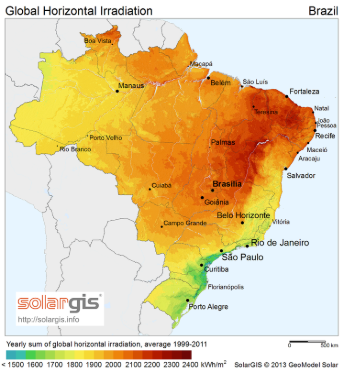 Global Horizontal Irradiation Brazil
Boa Vista
Macapá
Manaus
Belém
São Luís
Fortaleza
Teresina
Natal
João
Pessoa
Recife
Porto Velho
Rio Branco
Palmas
Maceió
Aracaju
Salvador
Cuiabá
Brasília
Goiânia
Belo Horizonte
Vitória
Campo Grande
Rio de Janeiro
São Paulo
Curitiba
Florianópolis
Porto Alegre
solargis
http://solargis.info
Yearly sum of global horizontal irradiation, average 1999-2011
0 500 km
< 1500 1600 1700 1800 1900 2000 2100 2200 2300 2400 kWh/m²
SolarGIS © 2013 GeoModel Solar